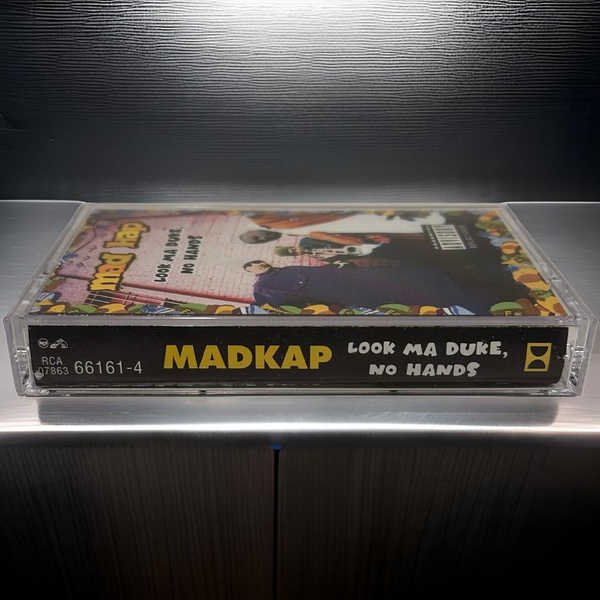 mad kap
LOOK MA DUKE,
NO HANDS
RCA
07863 66161-4
MADKAP
LOOK MA DUKE,
NO HANDS